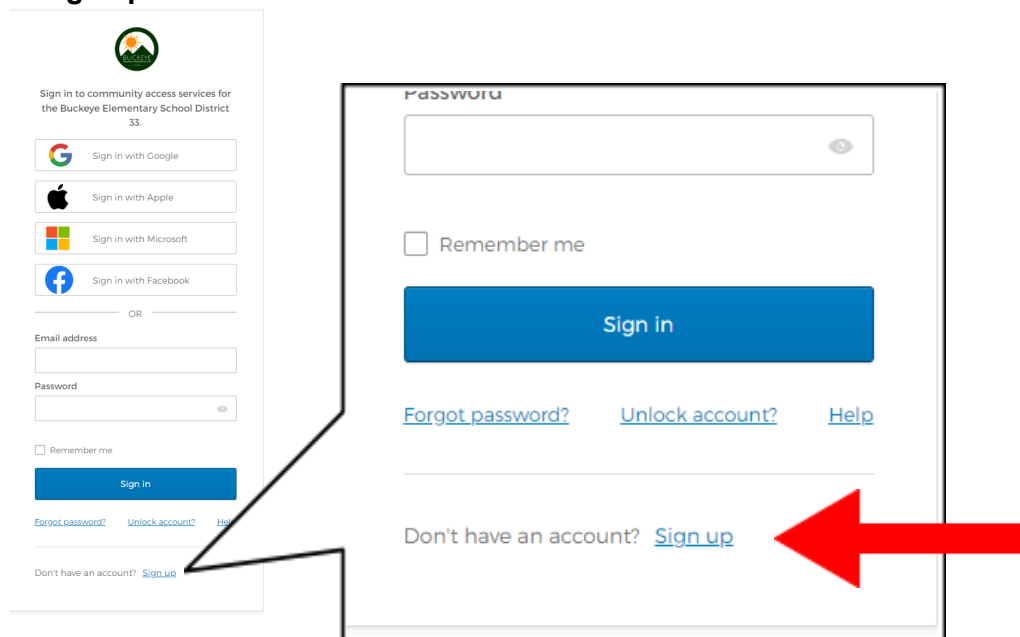 BUCKEYE
Sign in to community access services for
the Buckeye Elementary School District
33.
Sign in with Google
Sign in with Apple
Sign in with Microsoft
Sign in with Facebook
OR
Email address
Password
Remember me
Sign in
Forgot password? Unlock account? Help
Don't have an account? Sign up
Password
Remember me
Sign in
Forgot password? Unlock account? Help
Don't have an account? Sign up